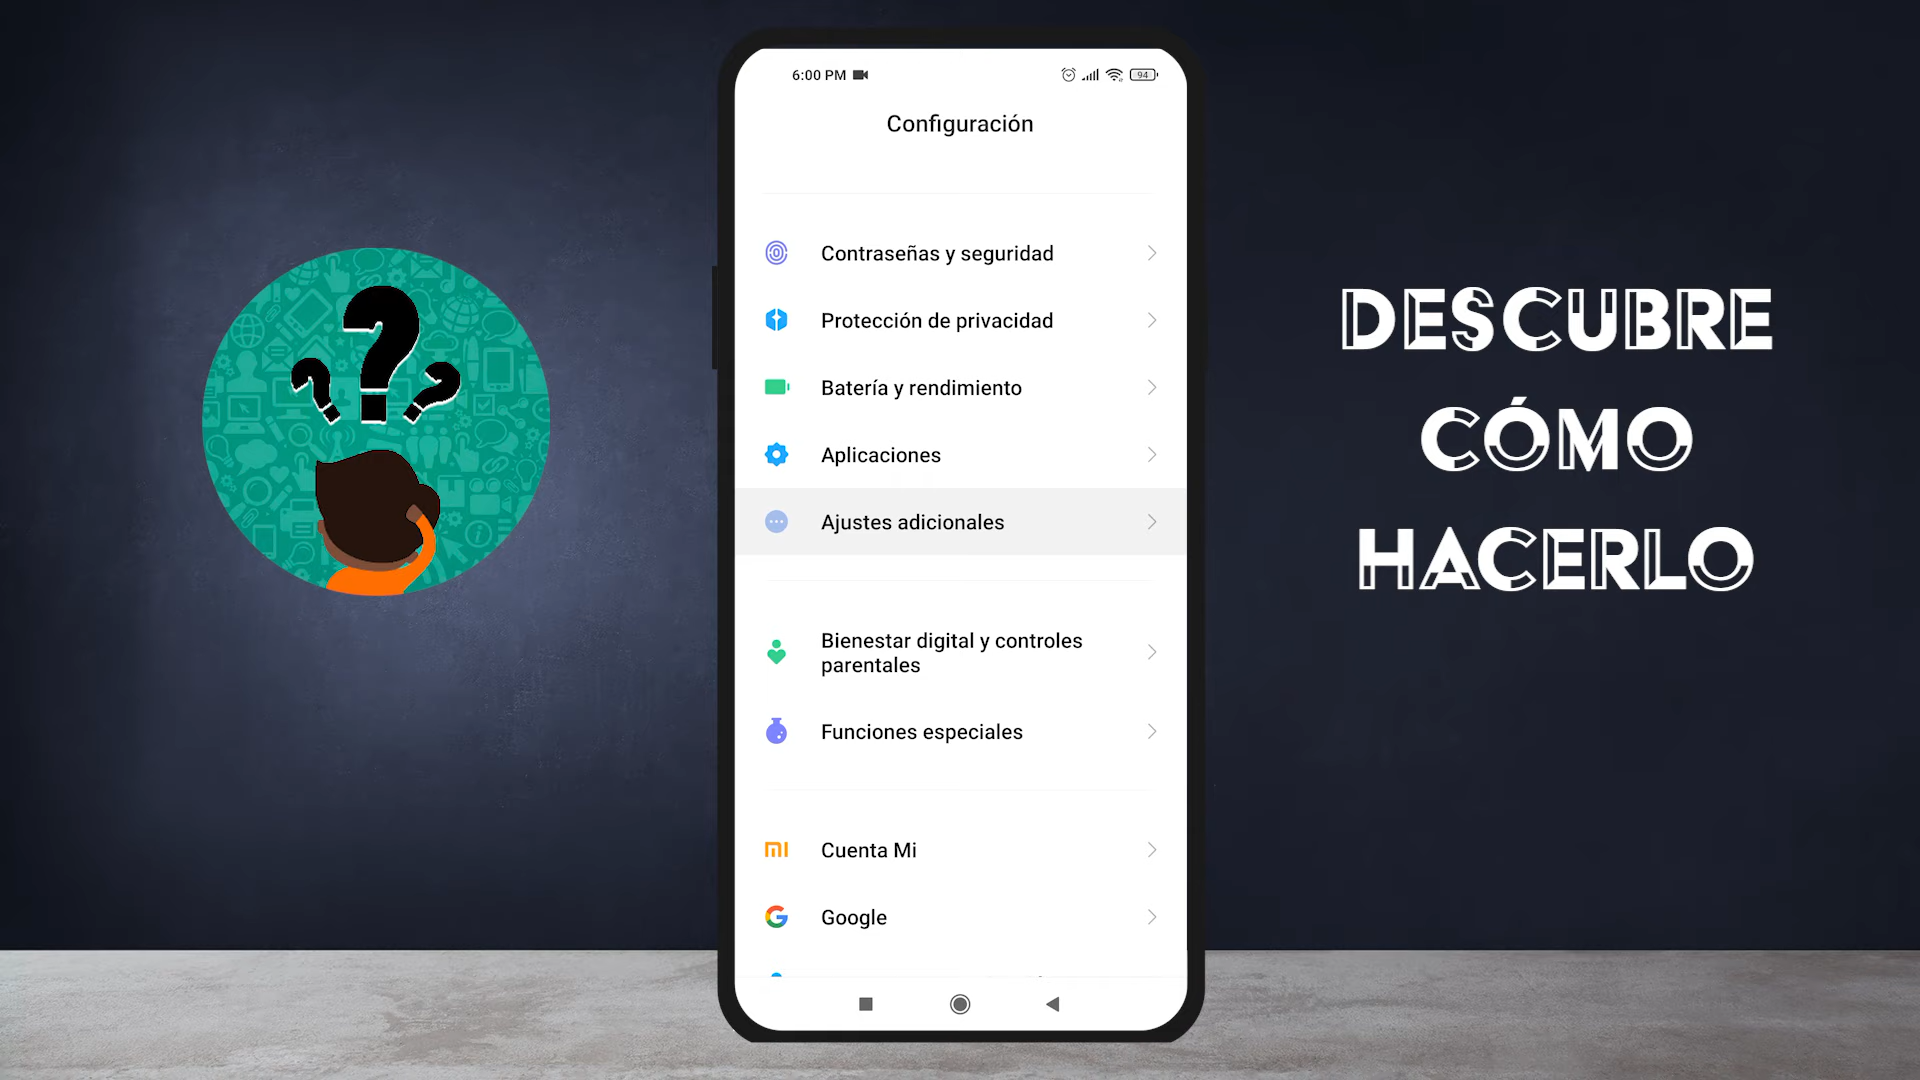 6:00 PM
94
Configuración
Contraseñas y seguridad
Protección de privacidad
Batería y rendimiento
Aplicaciones
Ajustes adicionales
Bienestar digital y controles
parentales
Funciones especiales
Cuenta Mi
Google
DESCUBRE
CÓMO
HACERLO